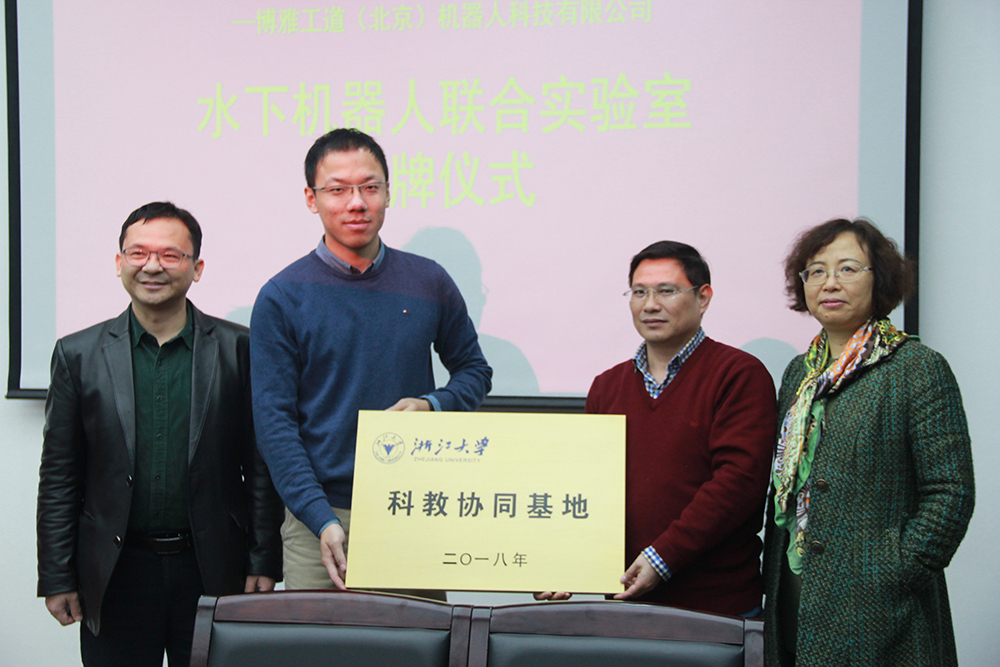 —博雅工道（北京）机器人科技有限公司
水下机器人联合实验室
牌仪式
浙江大学
ZHEJIANG UNIVERSITY
科教协同基地
二〇一八年